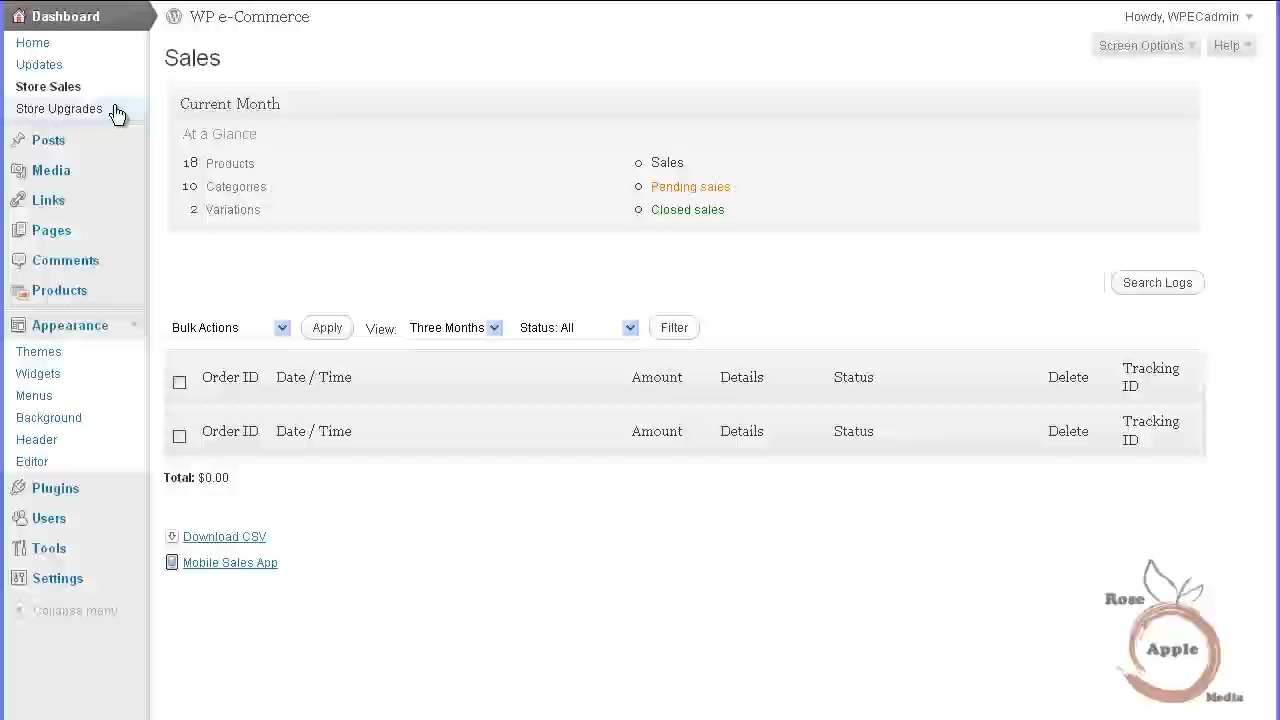 Dashboard
Home
Updates
Store Sales
Store Upgrades
Posts
Media
Links
Pages
Comments
Products
Appearance
Themes
Widgets
Menus
Background
Header
Editor
Plugins
Users
Tools
Settings
Collapse menu
WP e-Commerce
Howdy, WPECadmin
Screen Options
Help
Sales
Current Month
At a Glance
18 Products
0 Sales
10 Categories
0 Pending sales
2 Variations
0 Closed sales
Search Logs
Bulk Actions Apply View: Three Months Status: All Filter
Order ID Date / Time Amount Details Status Delete Tracking ID
Order ID Date / Time Amount Details Status Delete Tracking ID
Total: $0.00
Download CSV
Mobile Sales App
Rose
Apple
Media